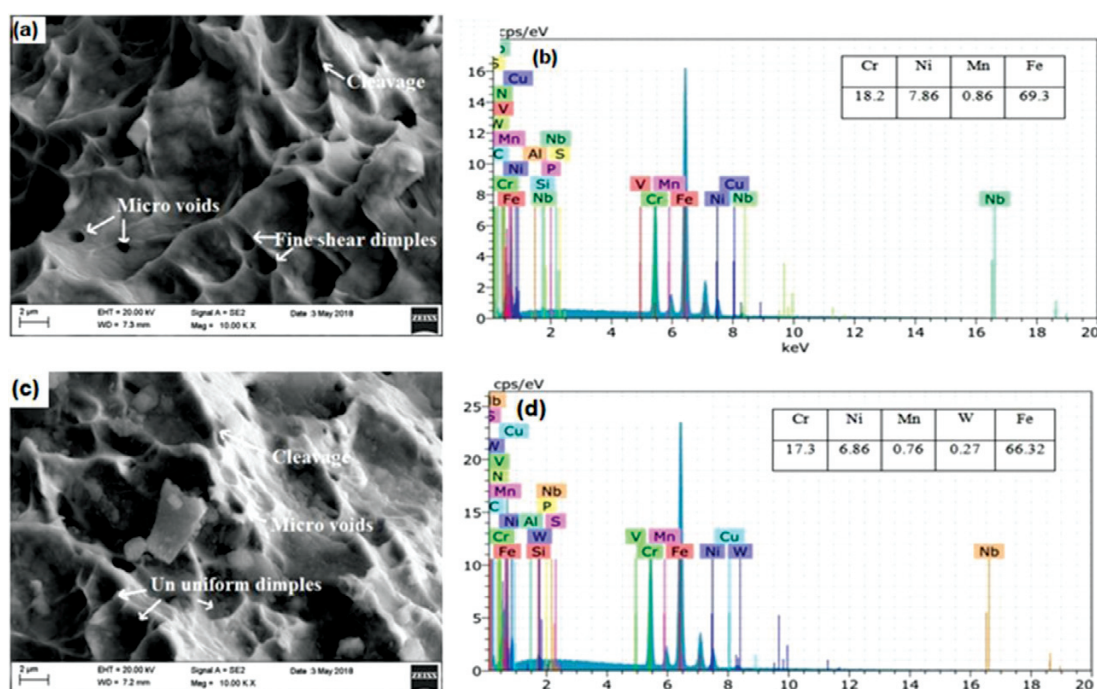 (a)
Cleavage
Micro voids
Fine shear dimples
2 µm
EHT = 20.00 kV
Signal A = SE2
Date :3 May 2018
WD = 7.3 mm
Mag = 10.00 K X
ZEISS
cps/eV
(b)
S
Cu
N
V
W
Mn
Nb
C
Al
S
Ni
P
Cr
Si
Fe
Nb
V
Mn
Cu
Cr
Fe
Ni
Nb
Nb
Cr Ni Mn Fe
18.2 7.86 0.86 69.3
16
14
12
10
8
6
4
2
0
2 4 6 8 10 12 14 16 18 20
keV
(c)
Cleavage
Micro voids
Un uniform dimples
2 µm
EHT = 20.00 kV
Signal A = SE2
Date :3 May 2018
WD = 7.2 mm
Mag = 10.00 K X
ZEISS
cps/eV
(d)
Nb
S
Cu
W
V
N
Mn
Nb
C
P
Ni
Al
W
S
Cr
Fe
Si
V
Mn
Cu
Cr
Fe
Ni
W
Nb
Cr Ni Mn W Fe
17.3 6.86 0.76 0.27 66.32
25
20
15
10
5
0
2 4 6 8 10 12 14 16 18 20